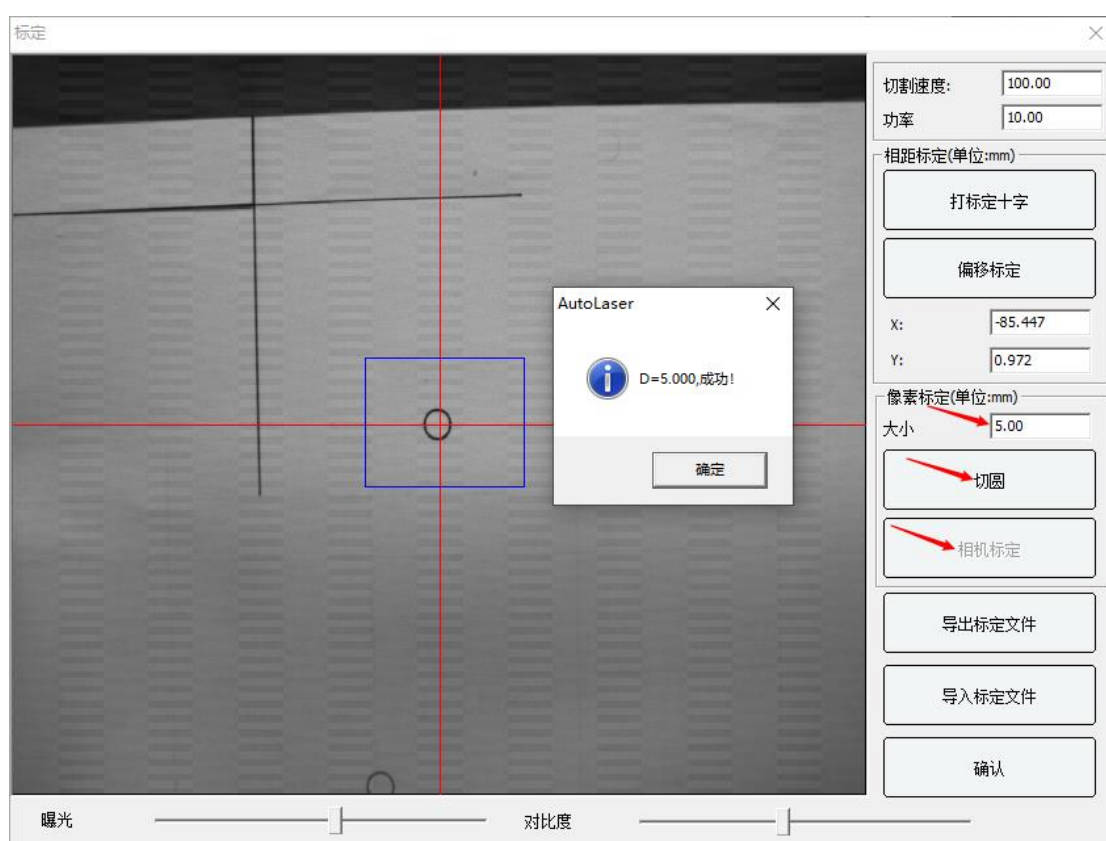 标定
切割速度: 100.00
功率 10.00
相距标定(单位:mm)
打标定十字
偏移标定
X: -85.447
Y: 0.972
像素标定(单位:mm)
大小 5.00
切圆
相机标定
导出标定文件
导入标定文件
确认
AutoLaser
D=5.000,成功!
确定
曝光
对比度